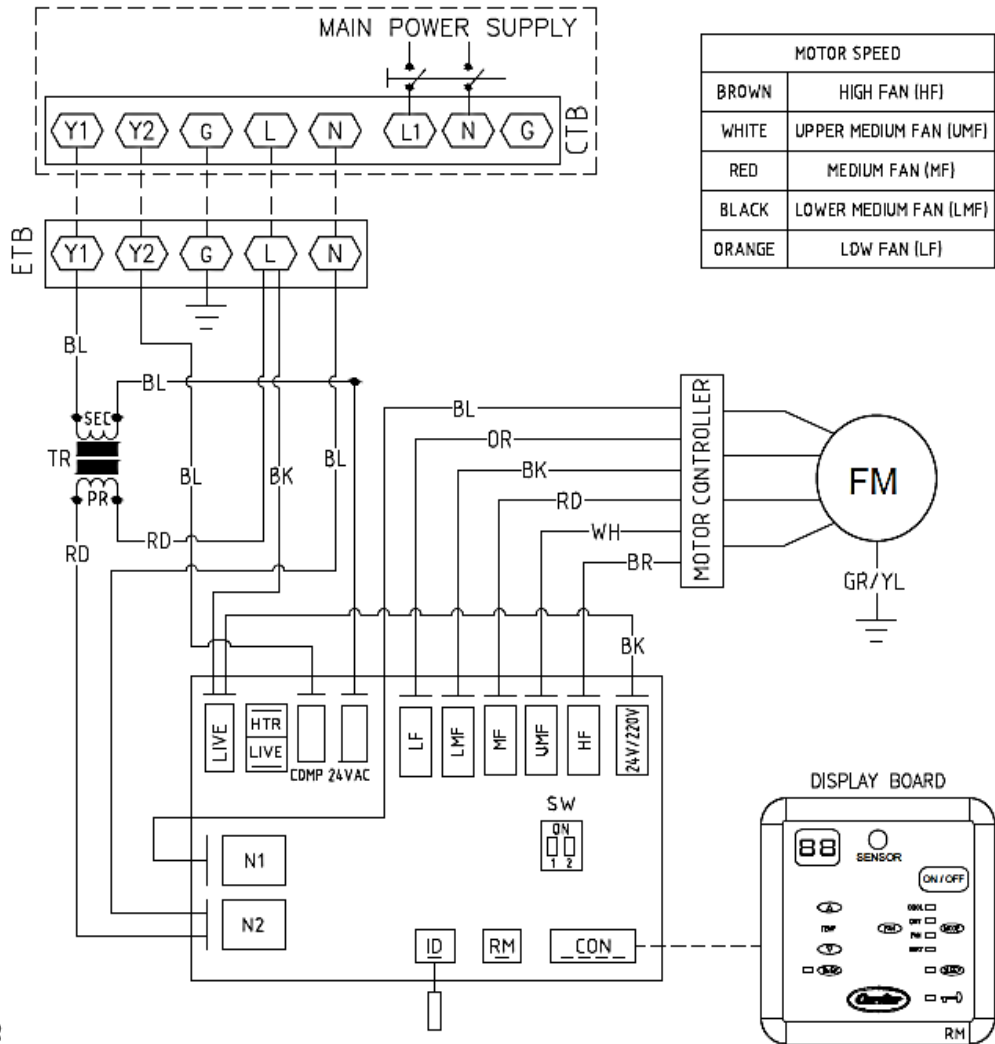 MAIN POWER SUPPLY
Y1 Y2 G L N L1 N G
CTB
MOTOR SPEED
BROWN HIGH FAN (HF)
WHITE UPPER MEDIUM FAN (UMF)
RED MEDIUM FAN (MF)
BLACK LOWER MEDIUM FAN (LMF)
ORANGE LOW FAN (LF)
ETB
Y1 Y2 G L N
BL
BL
SEC
TR
PR
RD
RD
BL
BK
BL
BL
OR
BK
RD
WH
BR
MOTOR CONTROLLER
FM
GR/YL
BK
LIVE
HTR
LIVE
COMP 24VAC
LF
LMF
MF
UMF
HF
24V/220V
SW
ON
1 2
N1
N2
ID
RM
CON
DISPLAY BOARD
88
SENSOR
ON / OFF
COOL
TEMP
FAN
MODE
FAN
Carrier
RM